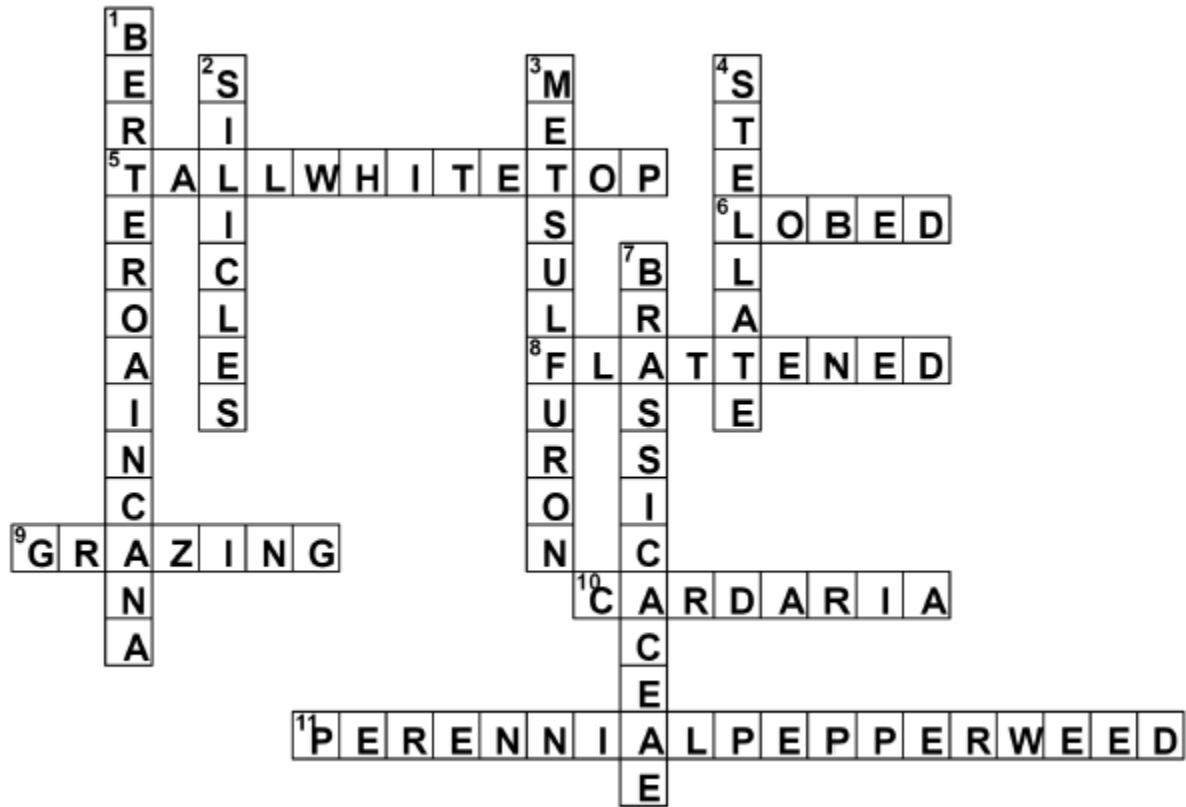 1 BERTEROAINCANA
2 SILICLES
3 METSULFURON
4 STELLATE
5 TALLWHITETOP
6 LOBED
7 BRASSICACEAE
8 FLATTENED
9 GRAZING
10 CARDARIA
11 PERENNIALPEPPERWEED